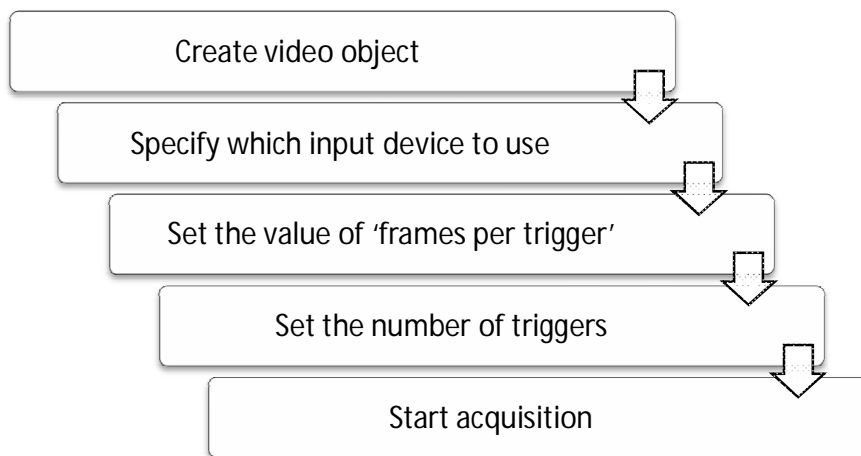 Create video object
Specify which input device to use
Set the value of ‘frames per trigger’
Set the number of triggers
Start acquisition